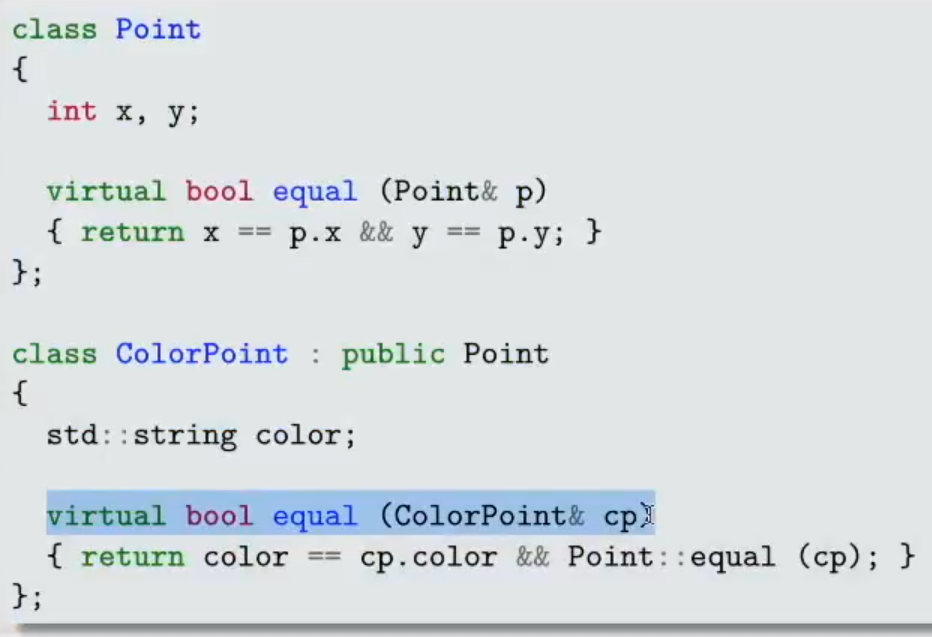 class Point
{
  int x, y;

  virtual bool equal (Point& p)
  { return x == p.x && y == p.y; }
};

class ColorPoint : public Point
{
  std::string color;

  virtual bool equal (ColorPoint& cp)
  { return color == cp.color && Point::equal (cp); }
};